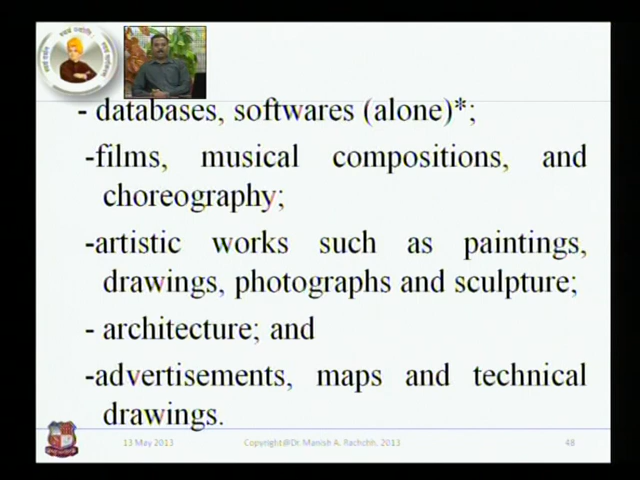 - databases, softwares (alone)*;
-films, musical compositions, and
choreography;
-artistic works such as paintings,
drawings, photographs and sculpture;
- architecture; and
-advertisements, maps and technical
drawings.
13 May 2013 Copyright@Dr. Manish A. Rachchh, 2013 48